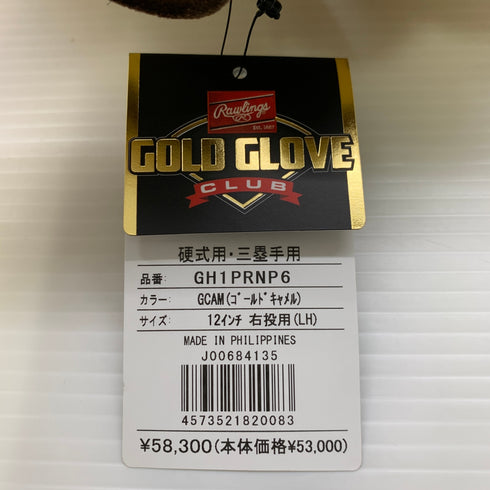 Rawlings
EST. 1887
GOLD GLOVE
CLUB
硬式用・三塁手用
品番: GH1PRNP6
カラー: GCAM(ｺﾞｰﾙﾄﾞｷｬﾒﾙ)
サイズ: 12インチ 右投用(LH)
MADE IN PHILIPPINES
J00684135
4573521820083
¥58,300(本体価格¥53,000)